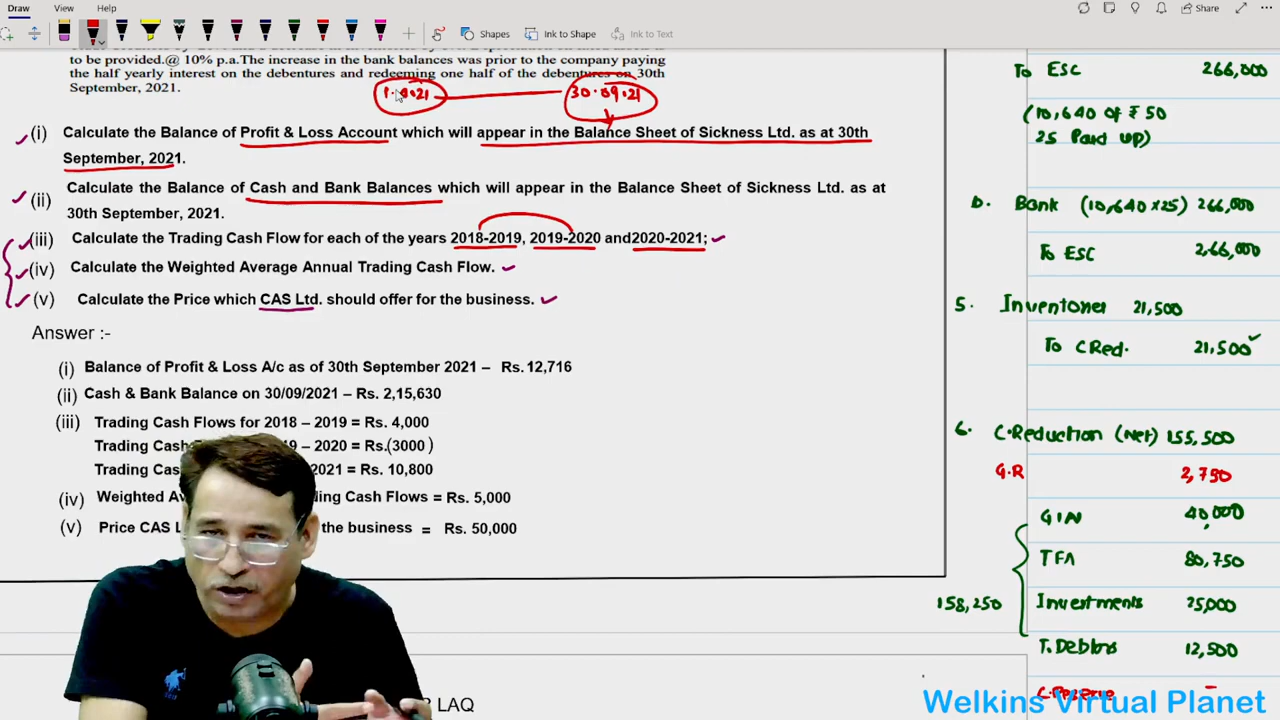 Draw View Help
Share
Shapes Ink to Shape Ink to Text
to be provided.@ 10% p.a.The increase in the bank balances was prior to the company paying
the half yearly interest on the debentures and redeeming one half of the debentures on 30th
September, 2021.
30.09.21
(i) Calculate the Balance of Profit & Loss Account which will appear in the Balance Sheet of Sickness Ltd. as at 30th
September, 2021.
(ii) Calculate the Balance of Cash and Bank Balances which will appear in the Balance Sheet of Sickness Ltd. as at
30th September, 2021.
(iii) Calculate the Trading Cash Flow for each of the years 2018-2019, 2019-2020 and2020-2021;
(iv) Calculate the Weighted Average Annual Trading Cash Flow.
(v) Calculate the Price which CAS Ltd. should offer for the business.
Answer :-
(i) Balance of Profit & Loss A/c as of 30th September 2021 – Rs. 12,716
(ii) Cash & Bank Balance on 30/09/2021 – Rs. 2,15,630
(iii) Trading Cash Flows for 2018 – 2019 = Rs. 4,000
Trading Cash – 2020 = Rs.(3000 )
Trading Cash 2021 = Rs. 10,800
(iv) Weighted Cash Flows = Rs. 5,000
(v) Price CAS the business = Rs. 50,000
LAQ
To ESC 266,000
(10,640 of ₹ 50
25 Paid up)
D. Bank (10,640 x 25) 266,000
To ESC 2,66,000
5. Inventories 21,500
To C Red. 21,500
6. C.Reduction (Net) 155,500
G.R 2,750
G/N 40,000
TFA 80,750
158,250 Investments 25,000
T. Debtors 12,500
C.Reserve –
Welkins Virtual Planet